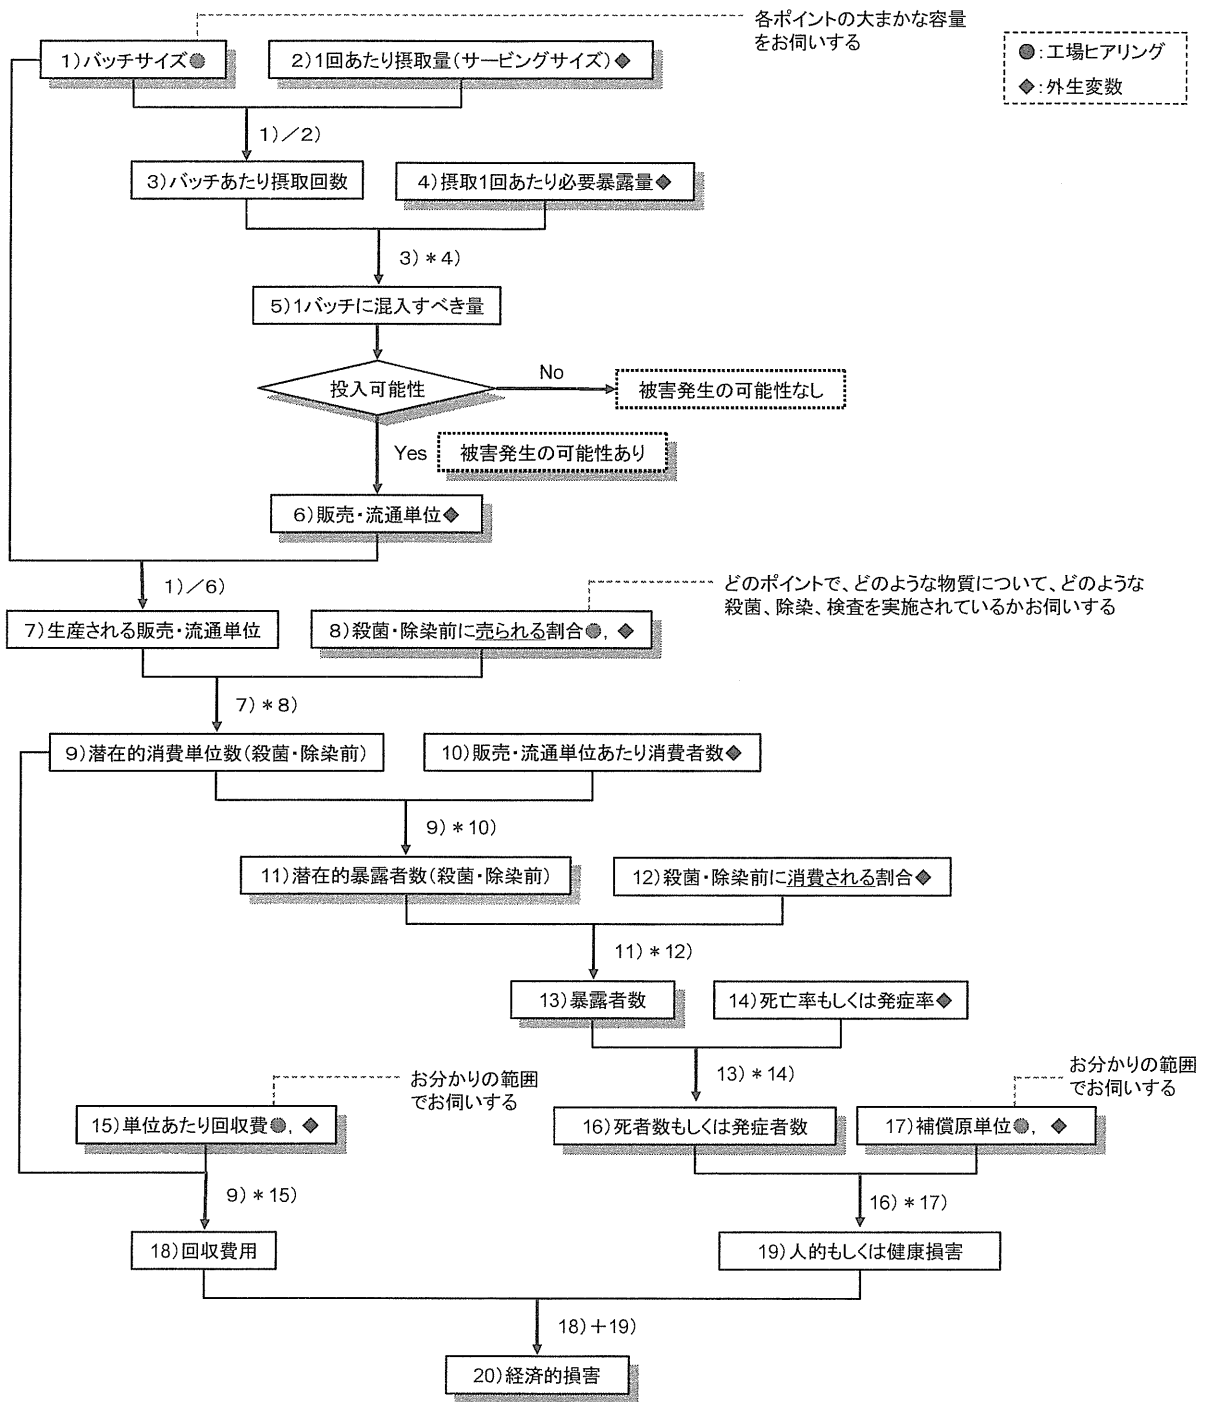 各ポイントの大まかな容量
をお伺いする
●:工場ヒアリング
◆:外生変数
1)バッチサイズ●
2)1回あたり摂取量(サービングサイズ)◆
1)／2)
3)バッチあたり摂取回数
4)摂取1回あたり必要暴露量◆
3)＊4)
5)1バッチに混入すべき量
投入可能性
No
被害発生の可能性なし
Yes
被害発生の可能性あり
6)販売・流通単位◆
1)／6)
どのポイントで、どのような物質について、どのような
殺菌、除染、検査を実施されているかお伺いする
7)生産される販売・流通単位
8)殺菌・除染前に売られる割合●, ◆
7)＊8)
9)潜在的消費単位数(殺菌・除染前)
10)販売・流通単位あたり消費者数◆
9)＊10)
11)潜在的暴露者数(殺菌・除染前)
12)殺菌・除染前に消費される割合◆
11)＊12)
13)暴露者数
14)死亡率もしくは発症率◆
13)＊14)
お分かりの範囲
でお伺いする
お分かりの範囲
でお伺いする
15)単位あたり回収費●, ◆
16)死者数もしくは発症者数
17)補償原単位●, ◆
9)＊15)
16)＊17)
18)回収費用
19)人的もしくは健康損害
18)＋19)
20)経済的損害